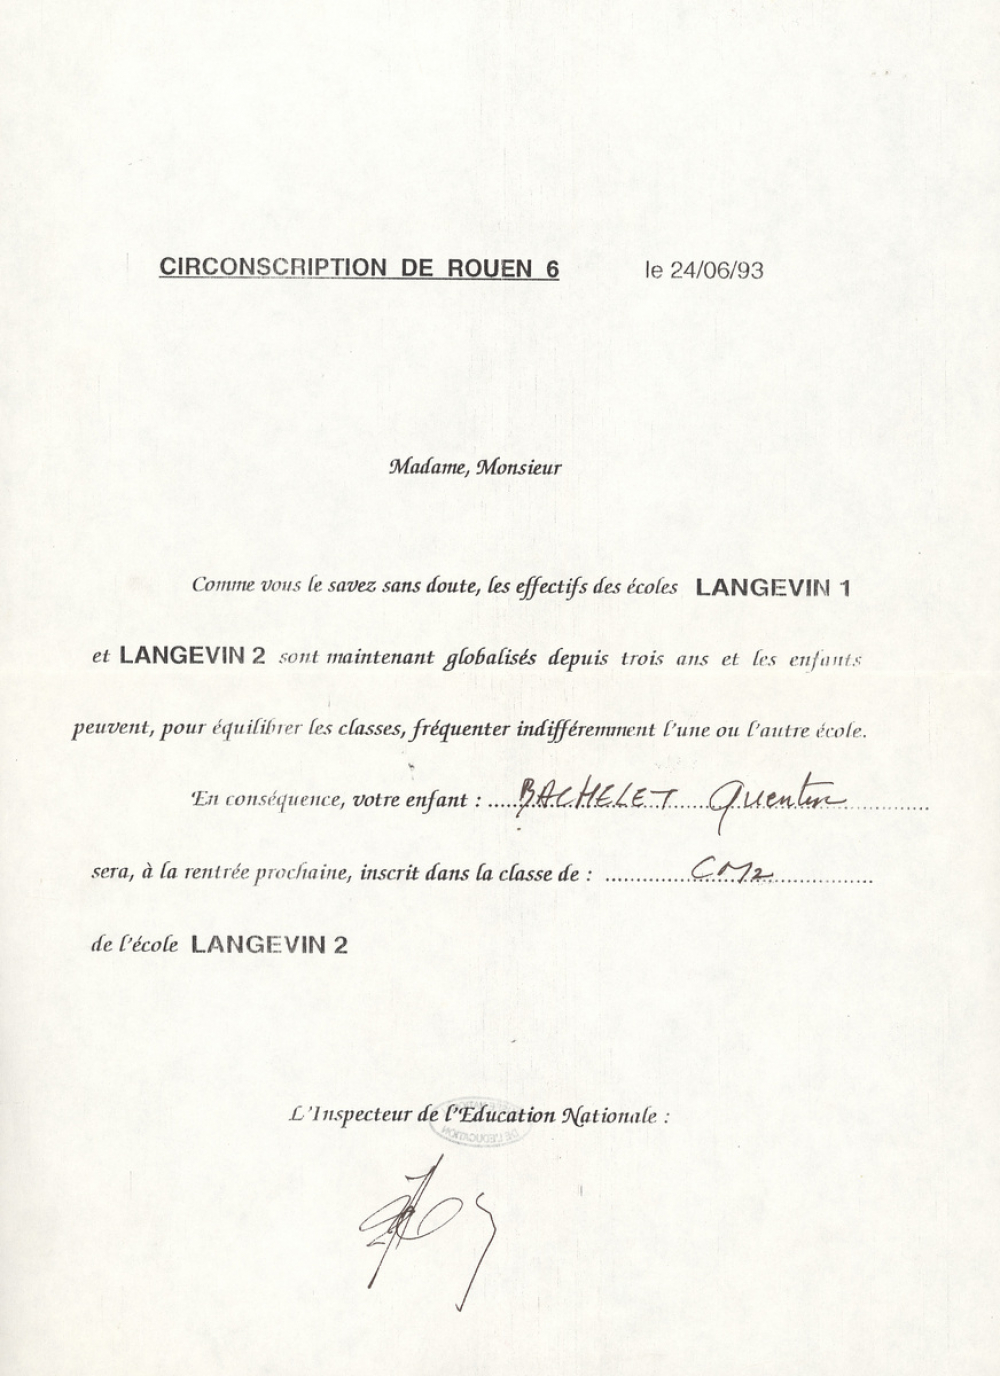 CIRCONSCRIPTION DE ROUEN 6 le 24/06/93
Madame, Monsieur
Comme vous le savez sans doute, les effectifs des écoles LANGEVIN 1
et LANGEVIN 2 sont maintenant globalisés depuis trois ans et les enfants
peuvent, pour équilibrer les classes, fréquenter indifféremment l'une ou l'autre école.
En conséquence, votre enfant : ..... BACHELET Quentin
sera, à la rentrée prochaine, inscrit dans la classe de : ............ CM2 ..............
de l'école LANGEVIN 2
L'Inspecteur de l'Education Nationale :
DE L'EDUCATION